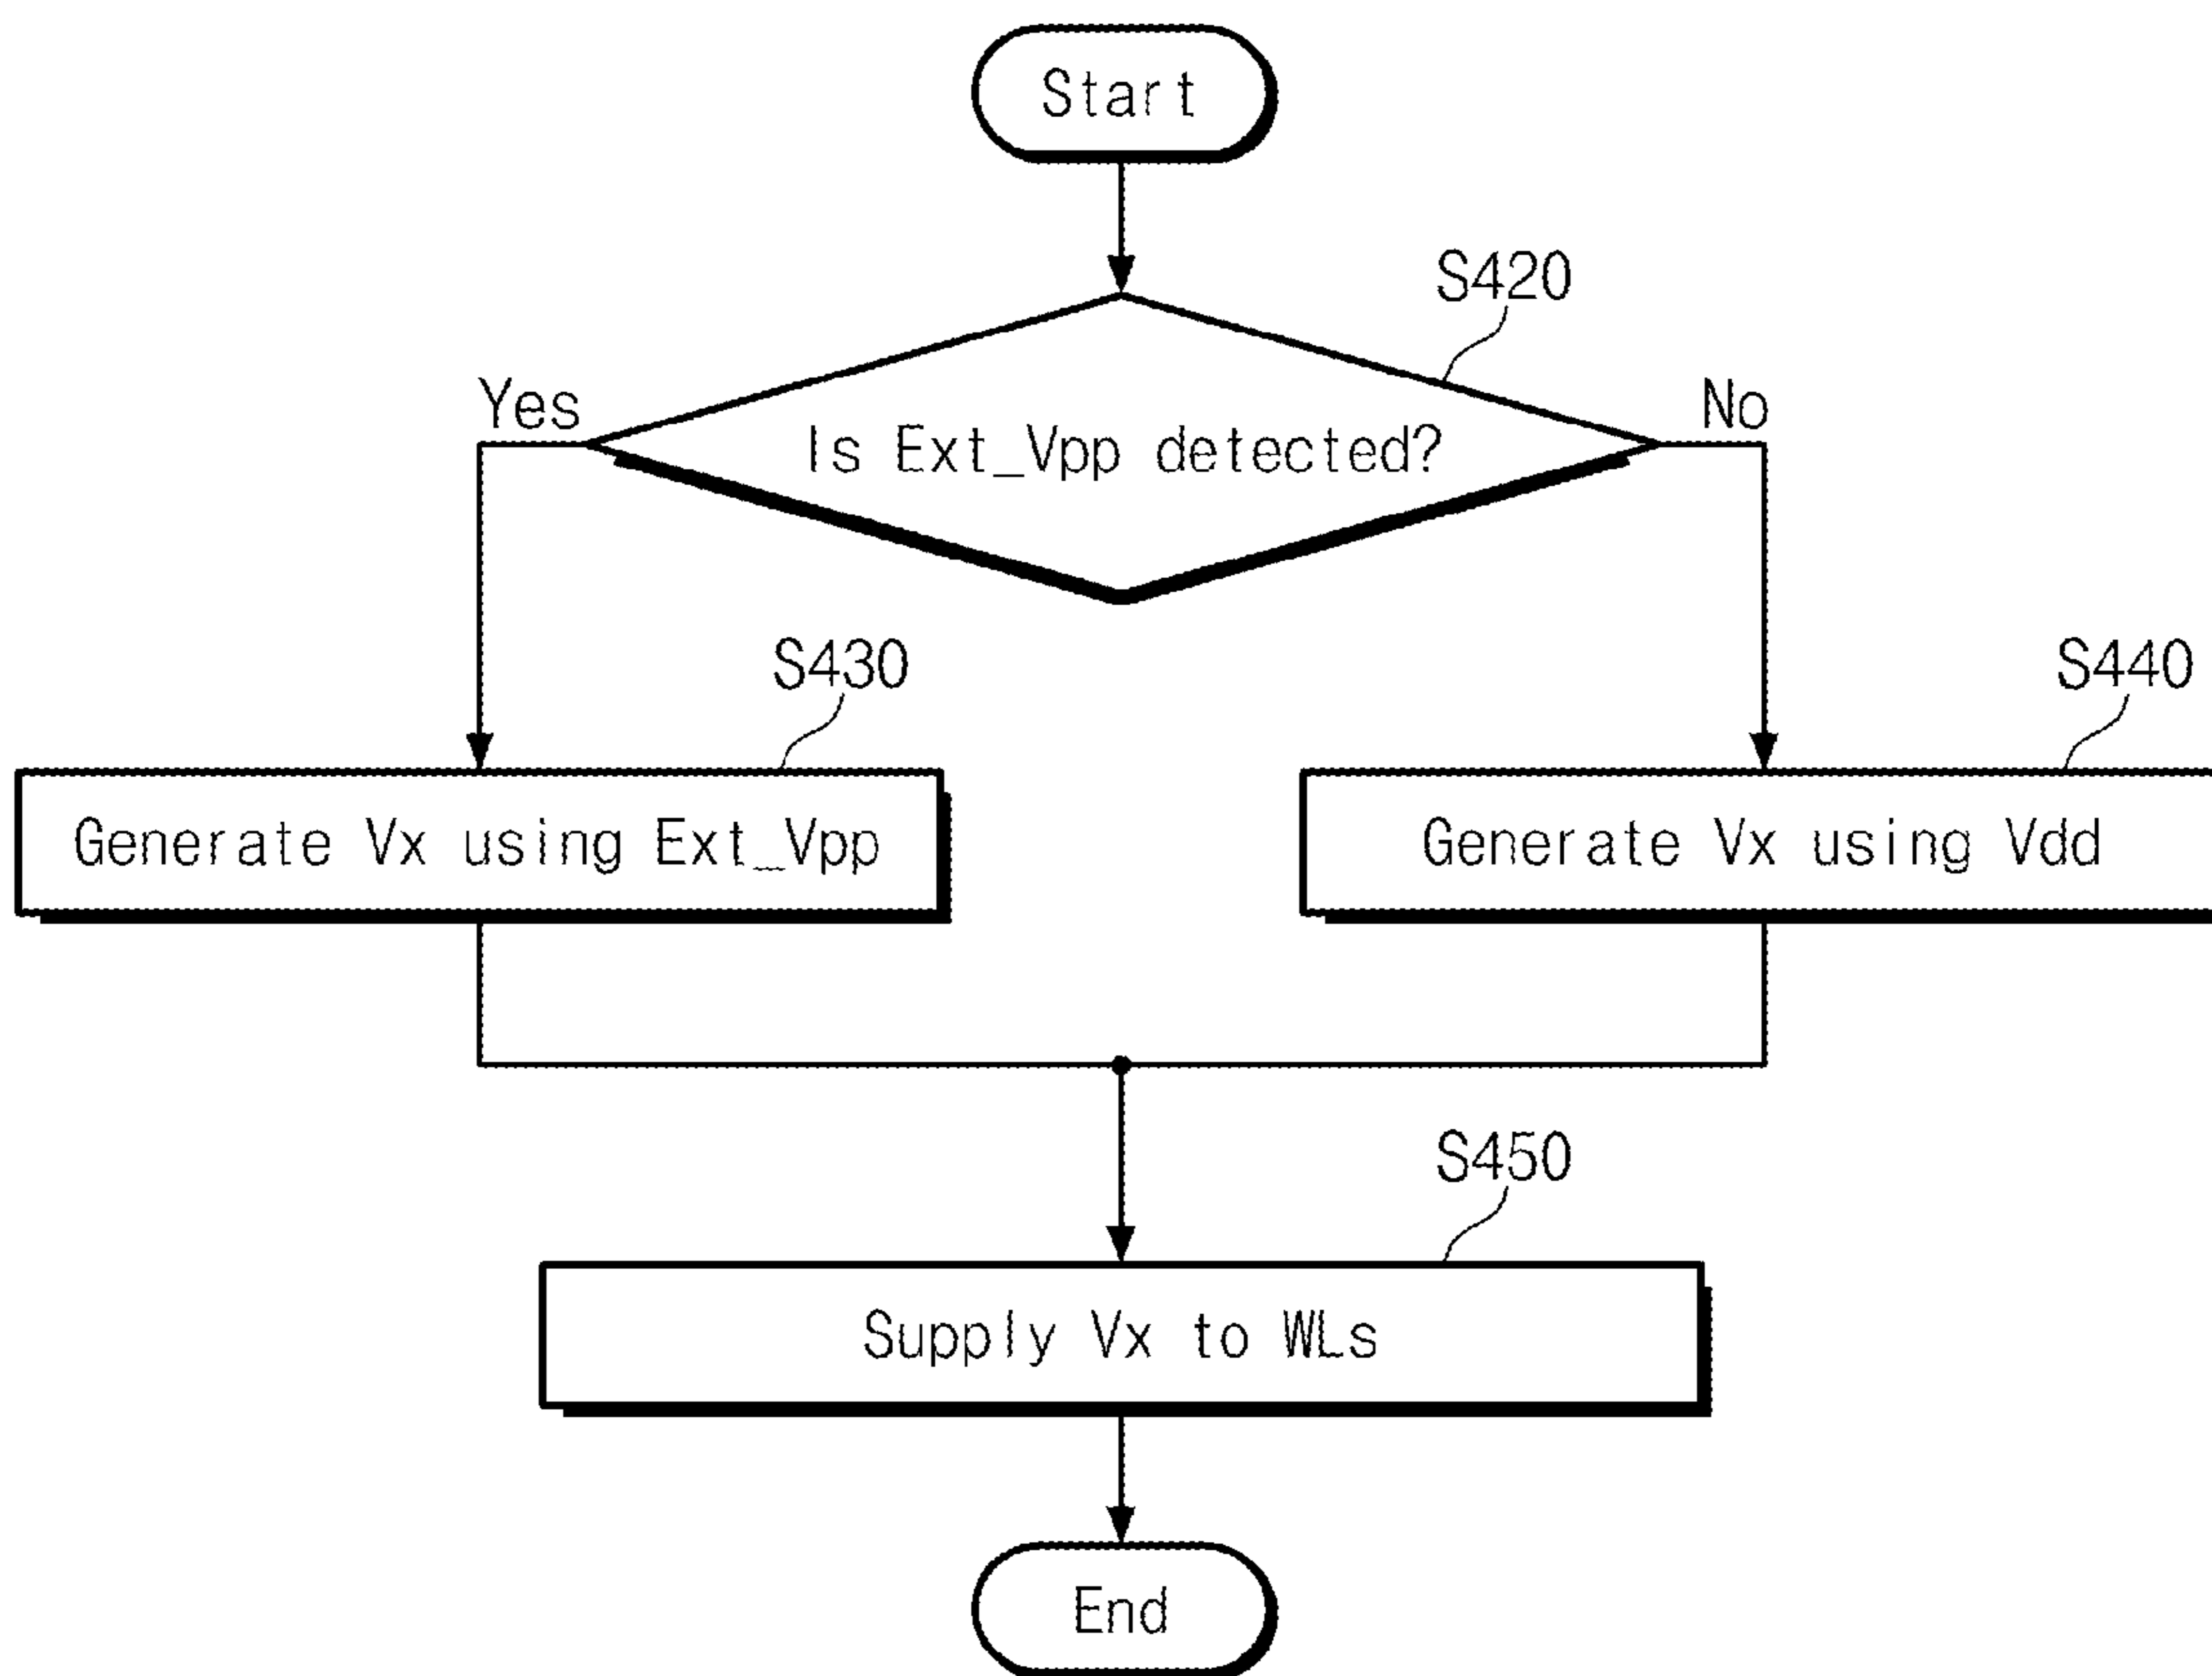 Start
S420
Yes
No
Is Ext_Vpp detected?
S430
S440
Generate Vx using Ext_Vpp
Generate Vx using Vdd
S450
Supply Vx to WLs
End